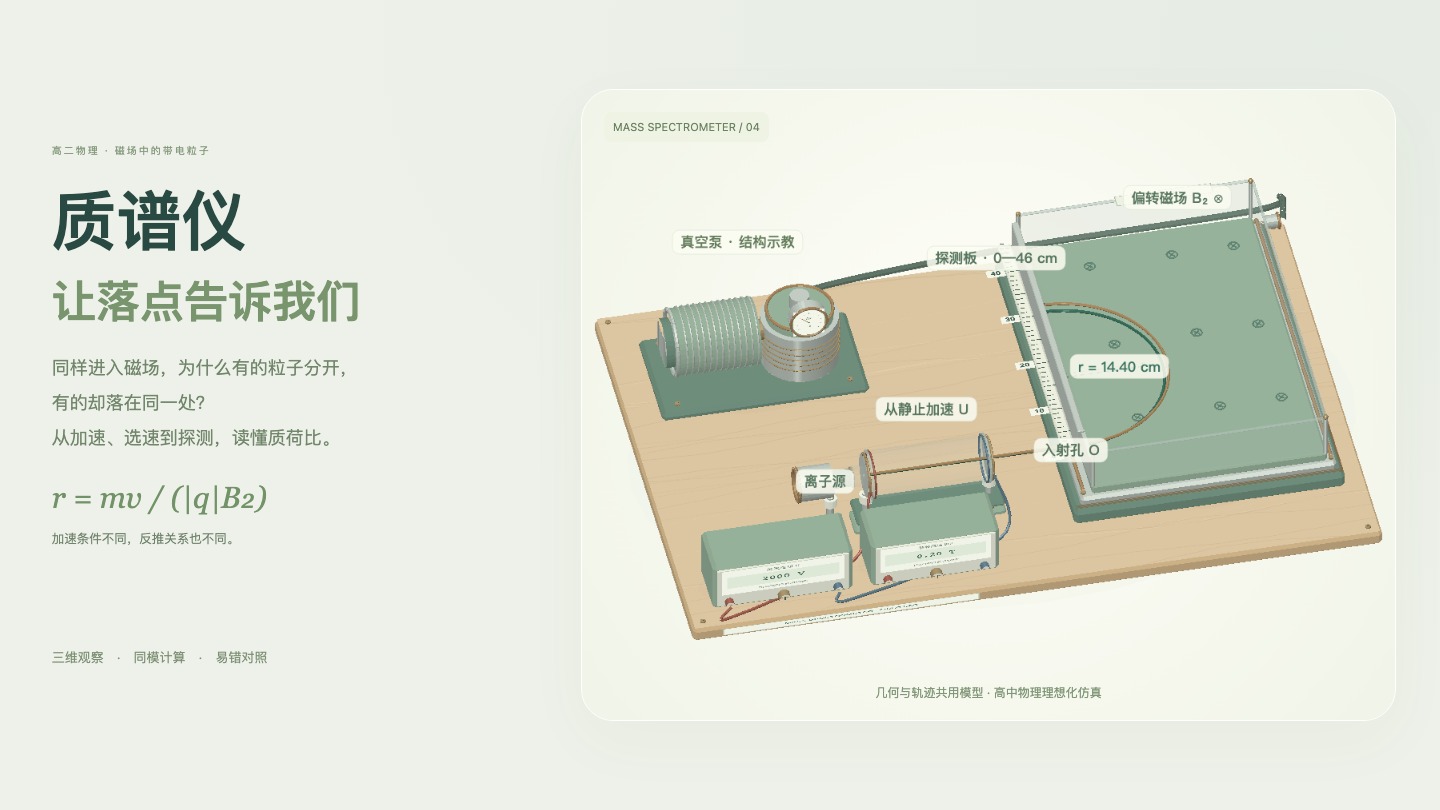 高二物理 · 磁场中的带电粒子
质谱仪
让落点告诉我们
同样进入磁场，为什么有的粒子分开，
有的却落在同一处？
从加速、选速到探测，读懂质荷比。
r = mv / (|q|B2)
加速条件不同，反推关系也不同。
三维观察 · 同模计算 · 易错对照
MASS SPECTROMETER / 04
偏转磁场 B₂ ⊗
真空泵 · 结构示教
探测板 · 0—46 cm
40
30
20
10
r = 14.40 cm
从静止加速 U
入射孔 O
离子源
2000 V
0.20 T
几何与轨迹共用模型 · 高中物理理想化仿真